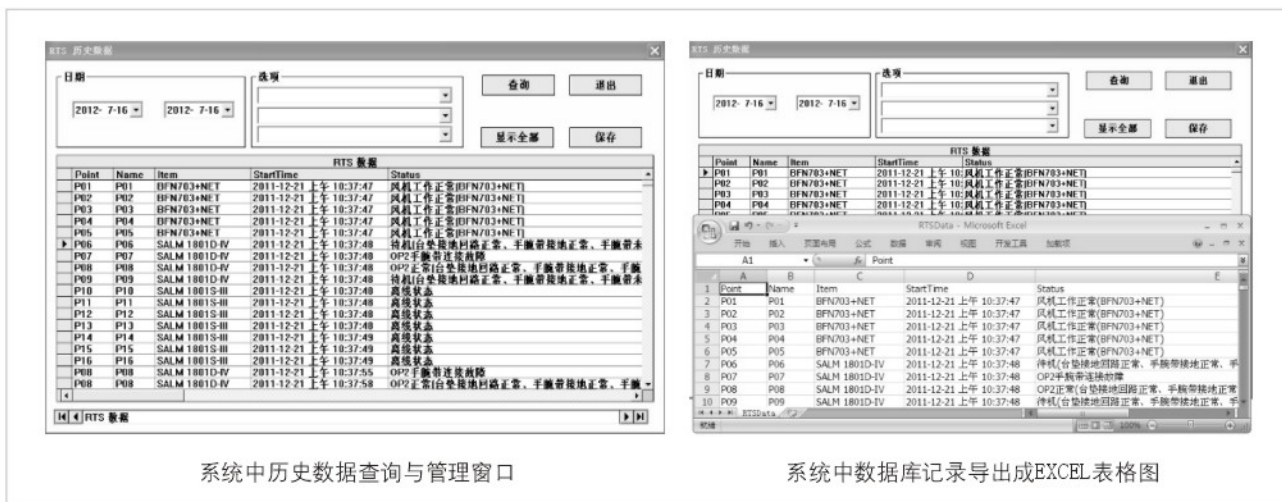 RTS 历史数据
日期
选项
2012- 7-16 2012- 7-16
查询 退出
显示全部 保存
RTS 数据
Point Name Item StartTime Status
P01 P01 BFN703+NET 2011-12-21 上午 10:37:47 风机工作正常(BFN703+NET)
P02 P02 BFN703+NET 2011-12-21 上午 10:37:47 风机工作正常(BFN703+NET)
P03 P03 BFN703+NET 2011-12-21 上午 10:37:47 风机工作正常(BFN703+NET)
P04 P04 BFN703+NET 2011-12-21 上午 10:37:47 风机工作正常(BFN703+NET)
P05 P05 BFN703+NET 2011-12-21 上午 10:37:47 风机工作正常(BFN703+NET)
P06 P06 SALM 1801D-IV 2011-12-21 上午 10:37:48 待机(台垫接地回路正常、手腕带接地正常、手腕带未
P07 P07 SALM 1801D-IV 2011-12-21 上午 10:37:48 OP2手腕带连接故障
P08 P08 SALM 1801D-IV 2011-12-21 上午 10:37:48 OP2正常(台垫接地回路正常、手腕带接地正常、手腕
P09 P09 SALM 1801D-IV 2011-12-21 上午 10:37:48 待机(台垫接地回路正常、手腕带接地正常、手腕带未
P10 P10 SALM 1801S-III 2011-12-21 上午 10:37:48 离线状态
P11 P11 SALM 1801S-III 2011-12-21 上午 10:37:48 离线状态
P12 P12 SALM 1801S-III 2011-12-21 上午 10:37:48 离线状态
P13 P13 SALM 1801S-III 2011-12-21 上午 10:37:48 离线状态
P14 P14 SALM 1801S-III 2011-12-21 上午 10:37:49 离线状态
P15 P15 SALM 1801S-III 2011-12-21 上午 10:37:49 离线状态
P16 P16 SALM 1801S-III 2011-12-21 上午 10:37:49 离线状态
P08 P08 SALM 1801D-IV 2011-12-21 上午 10:37:55 OP2手腕带连接故障
P08 P08 SALM 1801D-IV 2011-12-21 上午 10:37:58 OP2正常(台垫接地回路正常、手腕带接地正常、手腕
RTS 数据
系统中历史数据查询与管理窗口
RTS 历史数据
日期
选项
2012- 7-16 2012- 7-16
查询 退出
显示全部 保存
RTS 数据
Point Name Item StartTime Status
P01 P01 BFN703+NET 2011-12-21 上午 10: 风机工作正常(BFN703+NET)
P02 P02 BFN703+NET 2011-12-21 上午 10: 风机工作正常(BFN703+NET)
P03 P03 BFN703+NET 2011-12-21 上午 10: 风机工作正常(BFN703+NET)
P04 P04 BFN703+NET 2011-12-21 上午 10: 风机工作正常(BFN703+NET)
RTSData - Microsoft Excel
开始 插入 页面布局 公式 数据 审阅 视图 开发工具 加载项
A1 fx Point
A B C D E
1 Point Name Item StartTime Status
2 P01 P01 BFN703+NET 2011-12-21 上午 10:37:47 风机工作正常(BFN703+NET)
3 P02 P02 BFN703+NET 2011-12-21 上午 10:37:47 风机工作正常(BFN703+NET)
4 P03 P03 BFN703+NET 2011-12-21 上午 10:37:47 风机工作正常(BFN703+NET)
5 P04 P04 BFN703+NET 2011-12-21 上午 10:37:47 风机工作正常(BFN703+NET)
6 P05 P05 BFN703+NET 2011-12-21 上午 10:37:47 风机工作正常(BFN703+NET)
7 P06 P06 SALM 1801D-IV 2011-12-21 上午 10:37:48 待机(台垫接地回路正常、手腕带接地正常、手
8 P07 P07 SALM 1801D-IV 2011-12-21 上午 10:37:48 OP2手腕带连接故障
9 P08 P08 SALM 1801D-IV 2011-12-21 上午 10:37:48 OP2正常(台垫接地回路正常、手腕带接地正常
10 P09 P09 SALM 1801D-IV 2011-12-21 上午 10:37:48 待机(台垫接地回路正常、手腕带接地正常、手
RTSData
就绪 100%
系统中数据库记录导出成EXCEL表格图